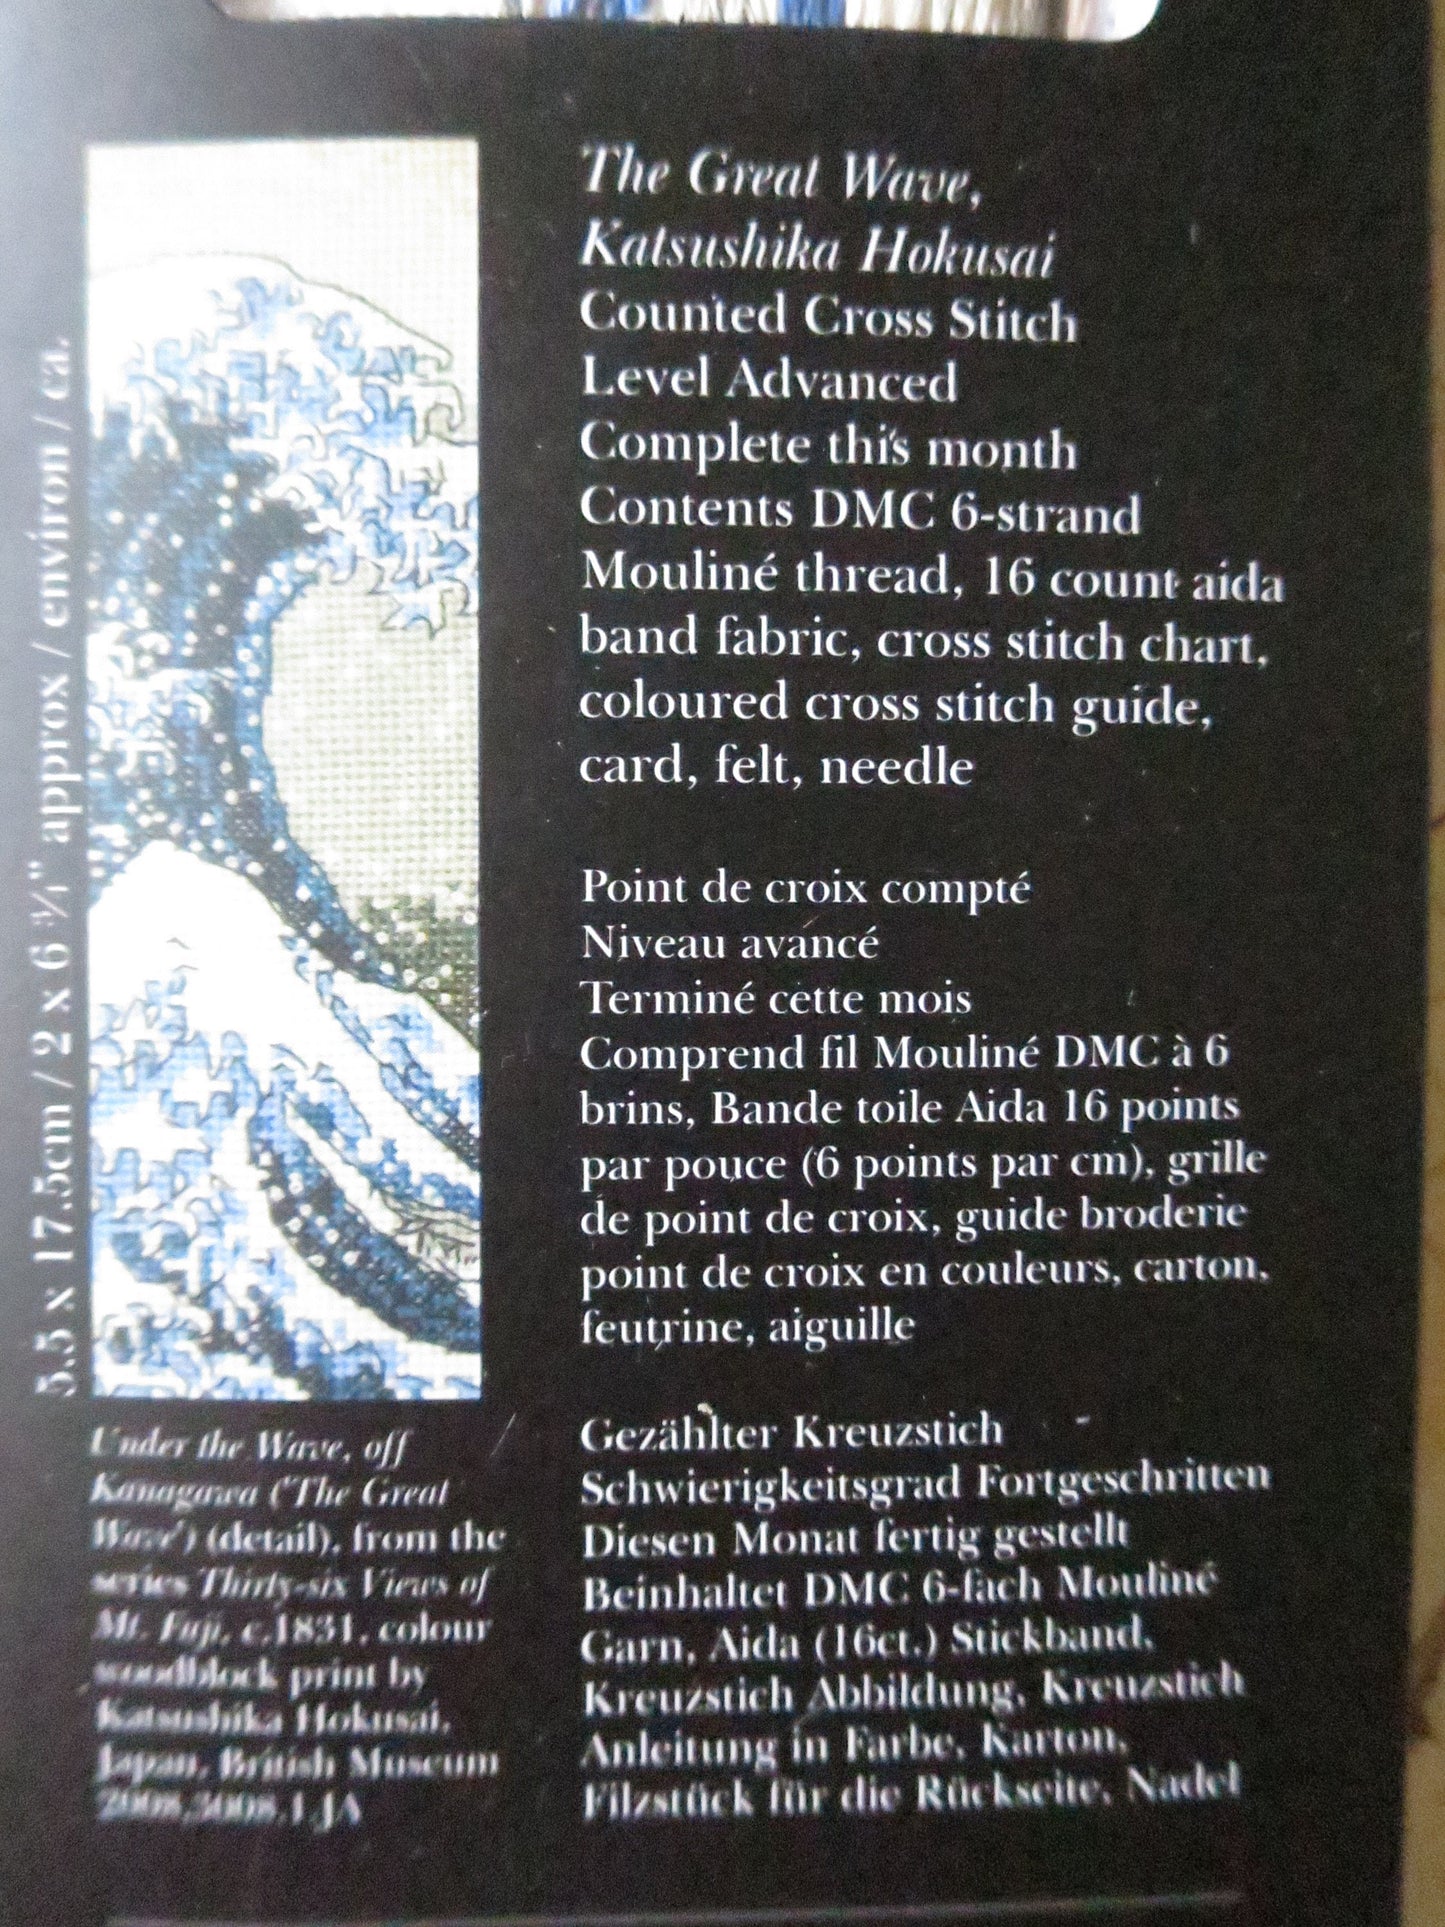 5.5 x 17.5cm / 2 x 6 ¾" approx / environ / ca.
The Great Wave,
Katsushika Hokusai
Counted Cross Stitch
Level Advanced
Complete this month
Contents DMC 6-strand
Mouliné thread, 16 count aida
band fabric, cross stitch chart,
coloured cross stitch guide,
card, felt, needle
Point de croix compté
Niveau avancé
Terminé cette mois
Comprend fil Mouliné DMC à 6
brins, Bande toile Aida 16 points
par pouce (6 points par cm), grille
de point de croix, guide broderie
point de croix en couleurs, carton,
feutrine, aiguille
Gezählter Kreuzstich
Schwierigkeitsgrad Fortgeschritten
Diesen Monat fertig gestellt
Beinhaltet DMC 6-fach Mouliné
Garn, Aida (16ct.) Stickband,
Kreuzstich Abbildung, Kreuzstich
Anleitung in Farbe, Karton,
Filzstück für die Rückseite, Nadel
Under the Wave, off
Kanagawa ('The Great
Wave') (detail), from the
series Thirty-six Views of
Mt. Fuji, c.1831, colour
woodblock print by
Katsushika Hokusai,
Japan, British Museum
2008,3008.1.JA